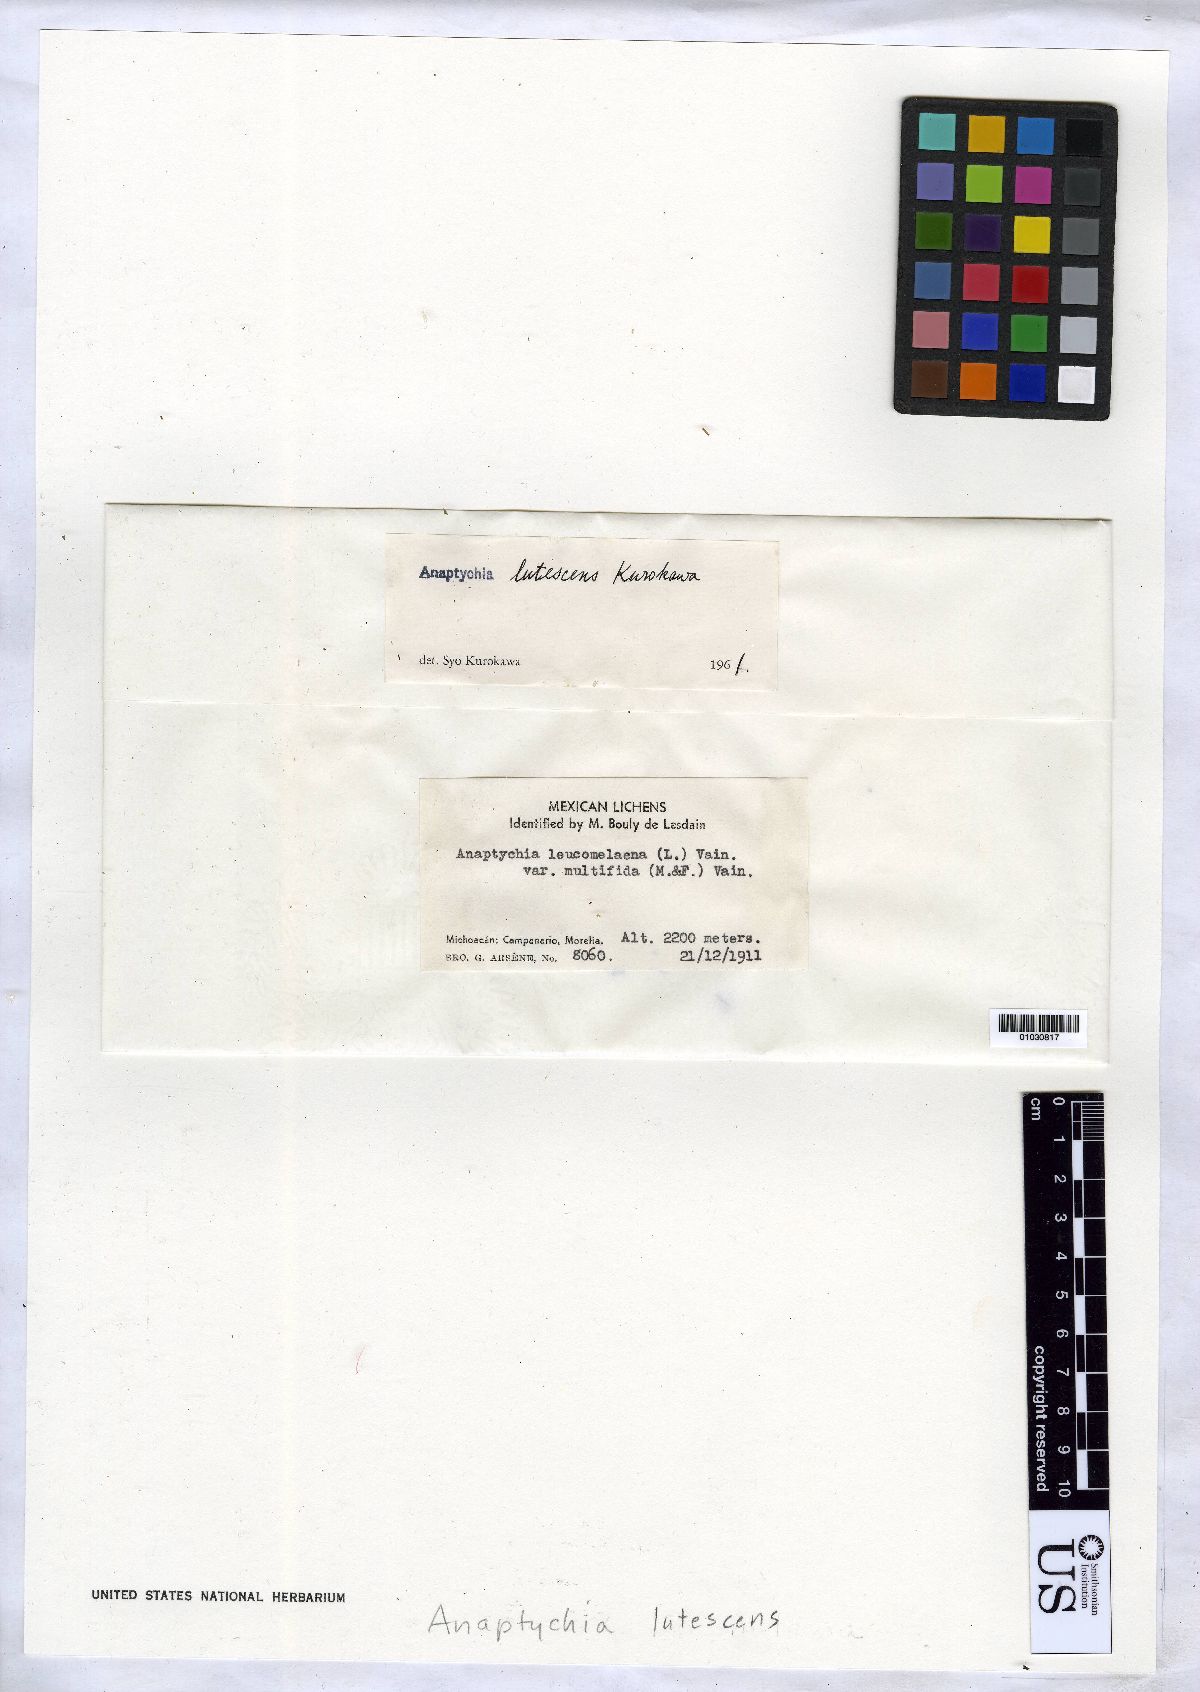 Anaptychia lutescens Kurokawa
det. Syo Kurokawa 1961.
MEXICAN LICHENS
Identified by M. Bouly de Lesdain
Anaptychia leucomelaena (L.) Vain.
var. multifida (M.&F.) Vain.
Michoacán: Campanario, Morelia. Alt. 2200 meters.
BRO. G. ARSÈNE, No. 8060. 21/12/1911
01030817
cm 0 1 2 3 4 5 6 7 8 9 10
copyright reserved
US
Smithsonian
Institution
UNITED STATES NATIONAL HERBARIUM
Anaptychia lutescens